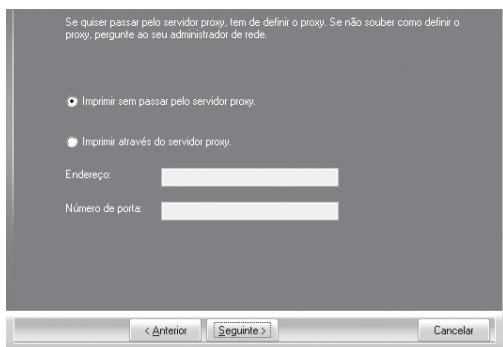 Se quiser passar pelo servidor proxy, tem de definir o proxy. Se não souber como definir o
proxy, pergunte ao seu administrador de rede.
Imprimir sem passar pelo servidor proxy.
Imprimir através do servidor proxy.
Endereço:
Número de porta:
< Anterior
Seguinte >
Cancelar